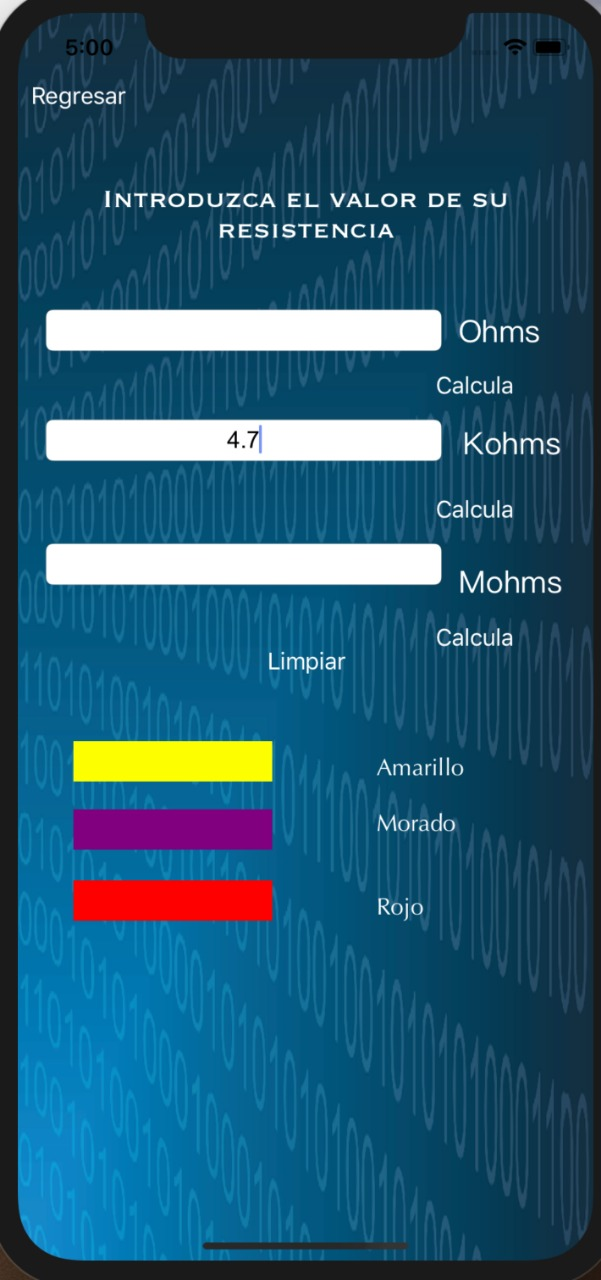 5:00
Regresar
Introduzca el valor de su
resistencia
Ohms
Calcula
4.7
Kohms
Calcula
Mohms
Calcula
Limpiar
Amarillo
Morado
Rojo